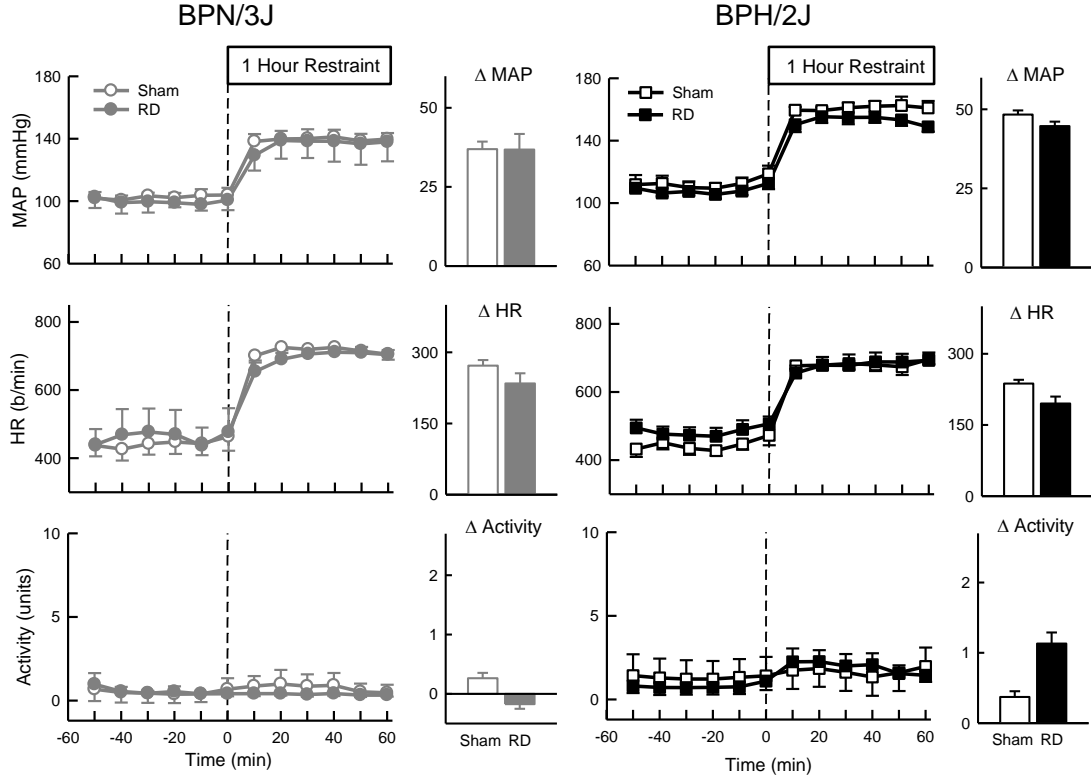 BPN/3J
BPH/2J
1 Hour Restraint
Sham
RD
180
140
100
60
MAP (mmHg)
Δ MAP
50
25
0
1 Hour Restraint
Sham
RD
180
140
100
60
Δ MAP
50
25
0
800
600
400
HR (b/min)
Δ HR
300
150
0
800
600
400
Δ HR
300
150
0
10
5
0
Activity (units)
-60 -40 -20 0 20 40 60
Time (min)
Δ Activity
2
1
0
Sham RD
10
5
0
-60 -40 -20 0 20 40 60
Time (min)
Δ Activity
2
1
0
Sham RD